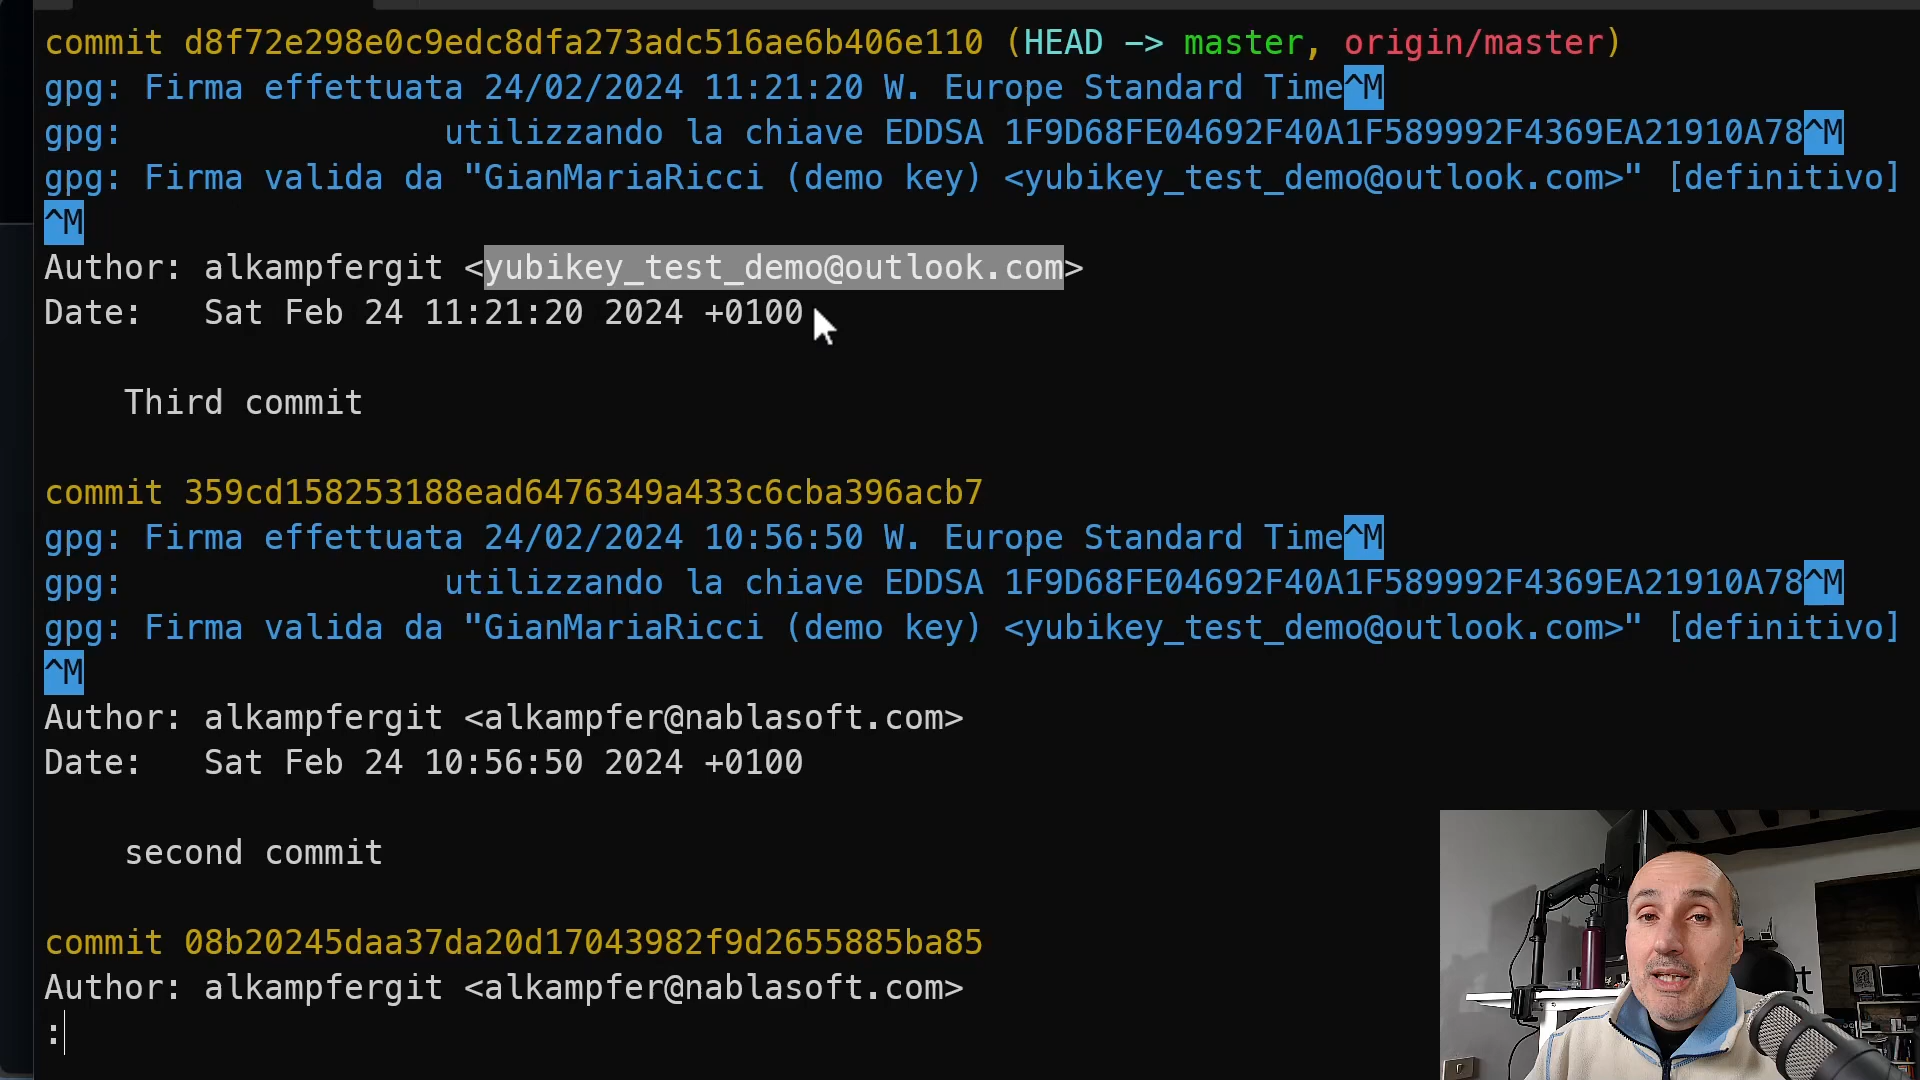 commit d8f72e298e0c9edc8dfa273adc516ae6b406e110 (HEAD -> master, origin/master)
gpg: Firma effettuata 24/02/2024 11:21:20 W. Europe Standard Time^M
gpg:                utilizzando la chiave EDDSA 1F9D68FE04692F40A1F589992F4369EA21910A78^M
gpg: Firma valida da "GianMariaRicci (demo key) <yubikey_test_demo@outlook.com>" [definitivo]
^M
Author: alkampfergit <yubikey_test_demo@outlook.com>
Date:   Sat Feb 24 11:21:20 2024 +0100
    Third commit
commit 359cd158253188ead6476349a433c6cba396acb7
gpg: Firma effettuata 24/02/2024 10:56:50 W. Europe Standard Time^M
gpg:                utilizzando la chiave EDDSA 1F9D68FE04692F40A1F589992F4369EA21910A78^M
gpg: Firma valida da "GianMariaRicci (demo key) <yubikey_test_demo@outlook.com>" [definitivo]
^M
Author: alkampfergit <alkampfer@nablasoft.com>
Date:   Sat Feb 24 10:56:50 2024 +0100
    second commit
commit 08b20245daa37da20d17043982f9d2655885ba85
Author: alkampfergit <alkampfer@nablasoft.com>
: